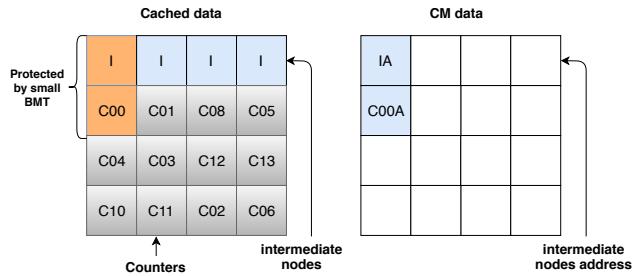 Cached data
CM data
Protected
by small
BMT
I I I I
C00 C01 C08 C05
C04 C03 C12 C13
C10 C11 C02 C06
IA
C00A
Counters
intermediate
nodes
intermediate
nodes address